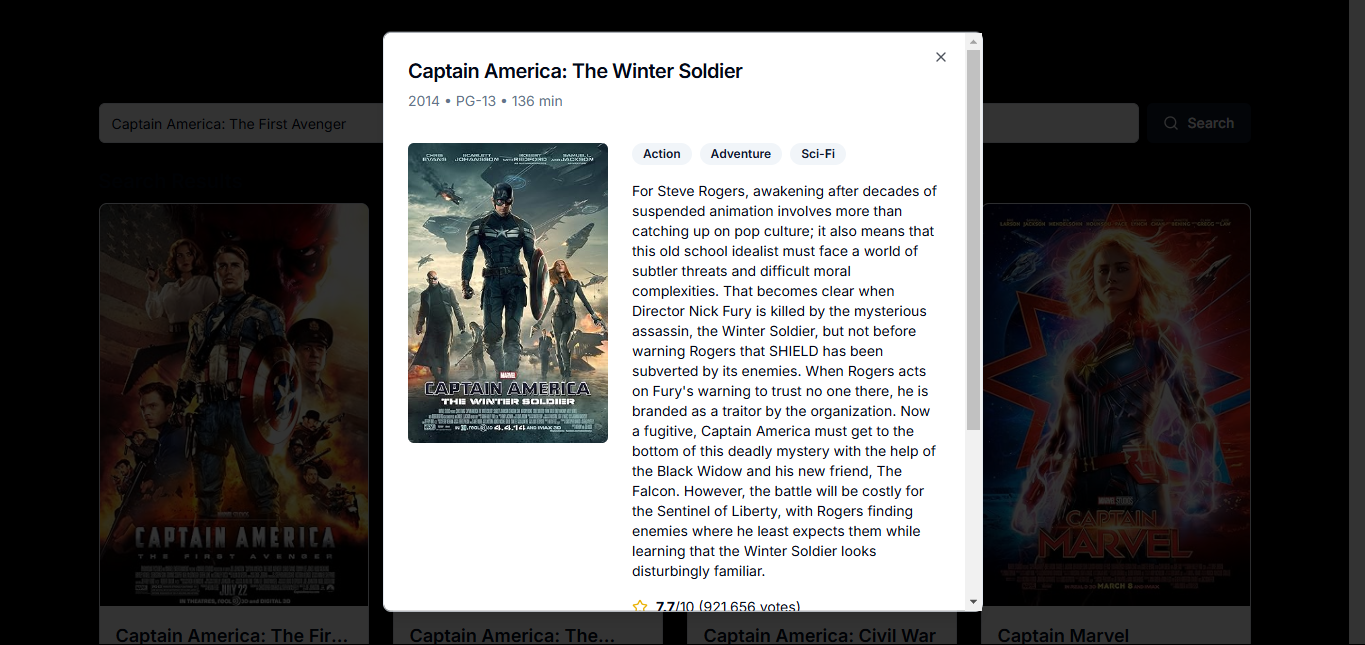 Captain America: The Winter Soldier
2014 • PG-13 • 136 min
Captain America: The First Avenger
Search
Action
Adventure
Sci-Fi
For Steve Rogers, awakening after decades of
suspended animation involves more than
catching up on pop culture; it also means that
this old school idealist must face a world of
subtler threats and difficult moral
complexities. That becomes clear when
Director Nick Fury is killed by the mysterious
assassin, the Winter Soldier, but not before
warning Rogers that SHIELD has been
subverted by its enemies. When Rogers acts
on Fury's warning to trust no one there, he is
branded as a traitor by the organization. Now
a fugitive, Captain America must get to the
bottom of this deadly mystery with the help of
the Black Widow and his new friend, The
Falcon. However, the battle will be costly for
the Sentinel of Liberty, with Rogers finding
enemies where he least expects them while
learning that the Winter Soldier looks
disturbingly familiar.
7.7/10 (921,656 votes)
MARVEL
CAPTAIN AMERICA
THE WINTER SOLDIER
4.4.14
CAPTAIN AMERICA
THE FIRST AVENGER
JULY 22
MARVEL STUDIOS
CAPTAIN
MARVEL
MARCH 8
Captain America: The Fir...
Captain America: The...
Captain America: Civil War
Captain Marvel